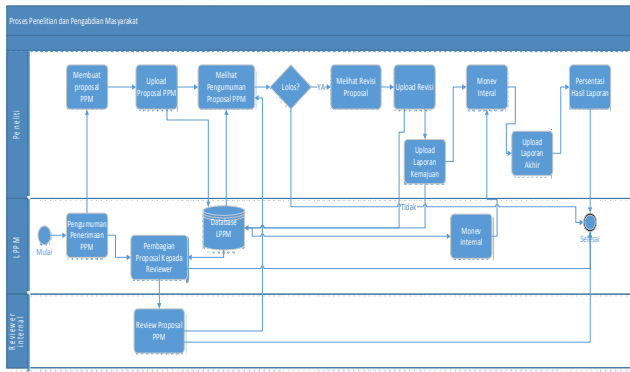 Proses Penelitian dan Pengabdian Masyarakat
Peneliti
Membuat
proposal
PPM
Upload
Proposal PPM
Melihat
Pengumuman
Proposal PPM
Lolos?
YA
Melihat Revisi
Proposal
Upload Revisi
Monev
Interal
Persentasi
Hasil Laporan
Upload
Laporan
Kemajuan
Upload
Laporan
Akhir
LPPM
Mulai
Pengumuman
Penerimaan
PPM
Pembagian
Proposal Kepada
Reviewer
Database
LPPM
Tidak
Monev
Internal
Selesai
Reviewer
Internal
Review Proposal
PPM